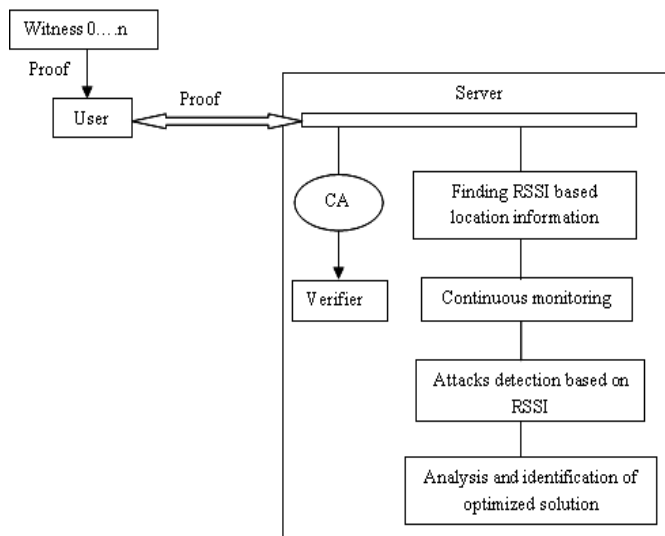 Witness 0....n
Proof
User
Proof
Server
CA
Verifier
Finding RSSI based
location information
Continuous monitoring
Attacks detection based on
RSSI
Analysis and identification of
optimized solution